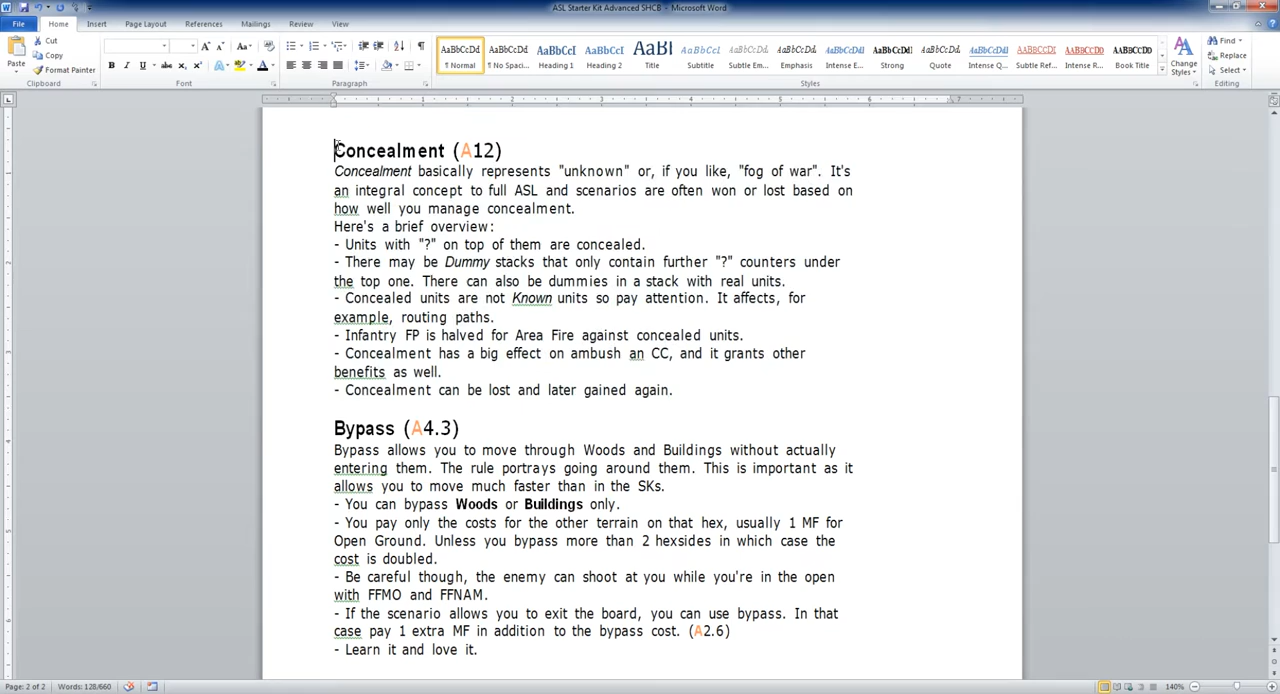 ASL Starter Kit Advanced SHCB - Microsoft Word
File Home Insert Page Layout References Mailings Review View
Paste
Cut
Copy
Format Painter
Clipboard
Font
Paragraph
AaBbCcDd AaBbCcDd AaBbCcI AaBbCcI AaBl AaBbCcI AaBbCcDd AaBbCcDd AaBbCcDd AaBbCcDd AaBbCcDd AaBbCcDd AABBCCDD AABBCCDD AABBCCDD
¶ Normal ¶ No Spaci... Heading 1 Heading 2 Title Subtitle Subtle Em... Emphasis Intense E... Strong Quote Intense Q... Subtle Ref... Intense R... Book Title
Styles
Change Styles
Find
Replace
Select
Editing
Concealment (A12)
Concealment basically represents "unknown" or, if you like, "fog of war". It's
an integral concept to full ASL and scenarios are often won or lost based on
how well you manage concealment.
Here's a brief overview:
- Units with "?" on top of them are concealed.
- There may be Dummy stacks that only contain further "?" counters under
the top one. There can also be dummies in a stack with real units.
- Concealed units are not Known units so pay attention. It affects, for
example, routing paths.
- Infantry FP is halved for Area Fire against concealed units.
- Concealment has a big effect on ambush an CC, and it grants other
benefits as well.
- Concealment can be lost and later gained again.
Bypass (A4.3)
Bypass allows you to move through Woods and Buildings without actually
entering them. The rule portrays going around them. This is important as it
allows you to move much faster than in the SKs.
- You can bypass Woods or Buildings only.
- You pay only the costs for the other terrain on that hex, usually 1 MF for
Open Ground. Unless you bypass more than 2 hexsides in which case the
cost is doubled.
- Be careful though, the enemy can shoot at you while you're in the open
with FFMO and FFNAM.
- If the scenario allows you to exit the board, you can use bypass. In that
case pay 1 extra MF in addition to the bypass cost. (A2.6)
- Learn it and love it.
Page: 2 of 2 Words: 128/660 140%